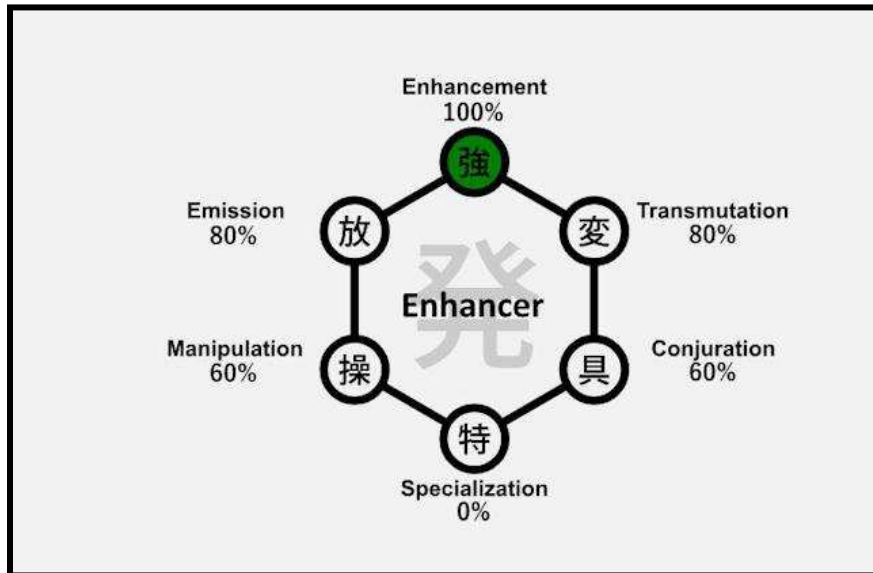 Enhancement
100%
強
Emission
80%
放
変
Transmutation
80%
発
Enhancer
Manipulation
60%
操
具
Conjuration
60%
特
Specialization
0%